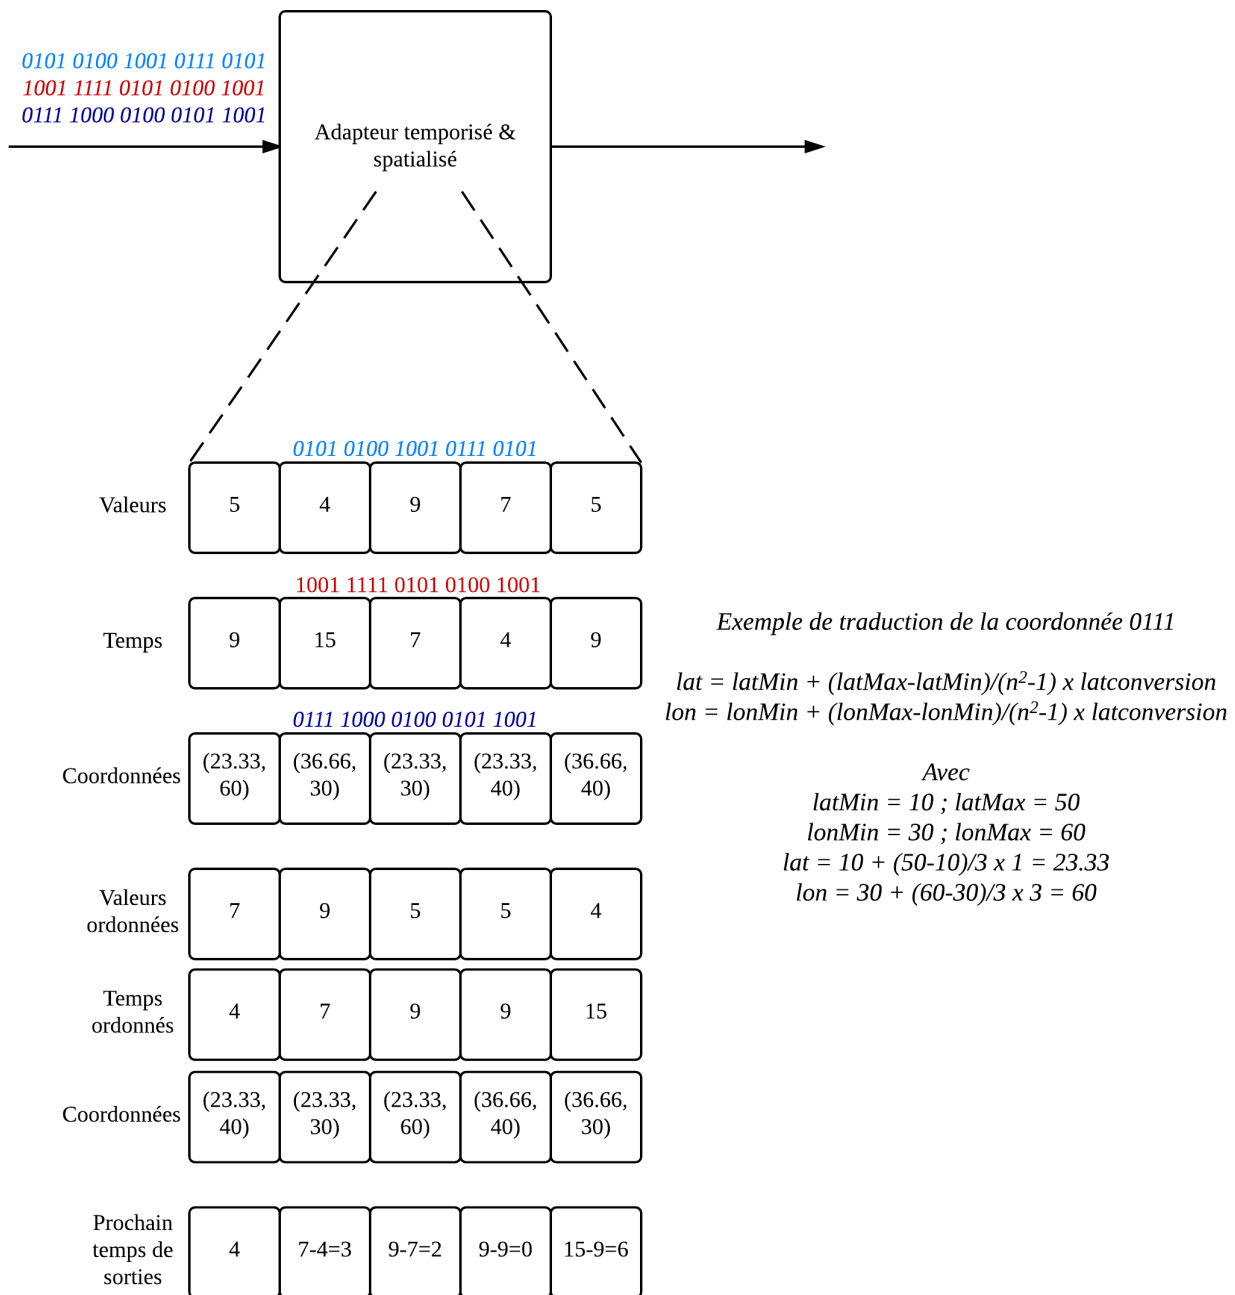 0101 0100 1001 0111 0101
1001 1111 0101 0100 1001
0111 1000 0100 0101 1001
Adapteur temporisé &
spatialisé
0101 0100 1001 0111 0101
Valeurs
5 4 9 7 5
1001 1111 0101 0100 1001
Temps
9 15 7 4 9
0111 1000 0100 0101 1001
Coordonnées
(23.33, (36.66, (23.33, (23.33, (36.66,
60) 30) 30) 40) 40)
Exemple de traduction de la coordonnée 0111
lat = latMin + (latMax-latMin)/(n²-1) x latconversion
lon = lonMin + (lonMax-lonMin)/(n²-1) x latconversion
Avec
latMin = 10 ; latMax = 50
lonMin = 30 ; lonMax = 60
lat = 10 + (50-10)/3 x 1 = 23.33
lon = 30 + (60-30)/3 x 3 = 60
Valeurs
ordonnées
7 9 5 5 4
Temps
ordonnés
4 7 9 9 15
Coordonnées
(23.33, (23.33, (23.33, (36.66, (36.66,
40) 30) 60) 40) 30)
Prochain
temps de
sorties
4 7-4=3 9-7=2 9-9=0 15-9=6